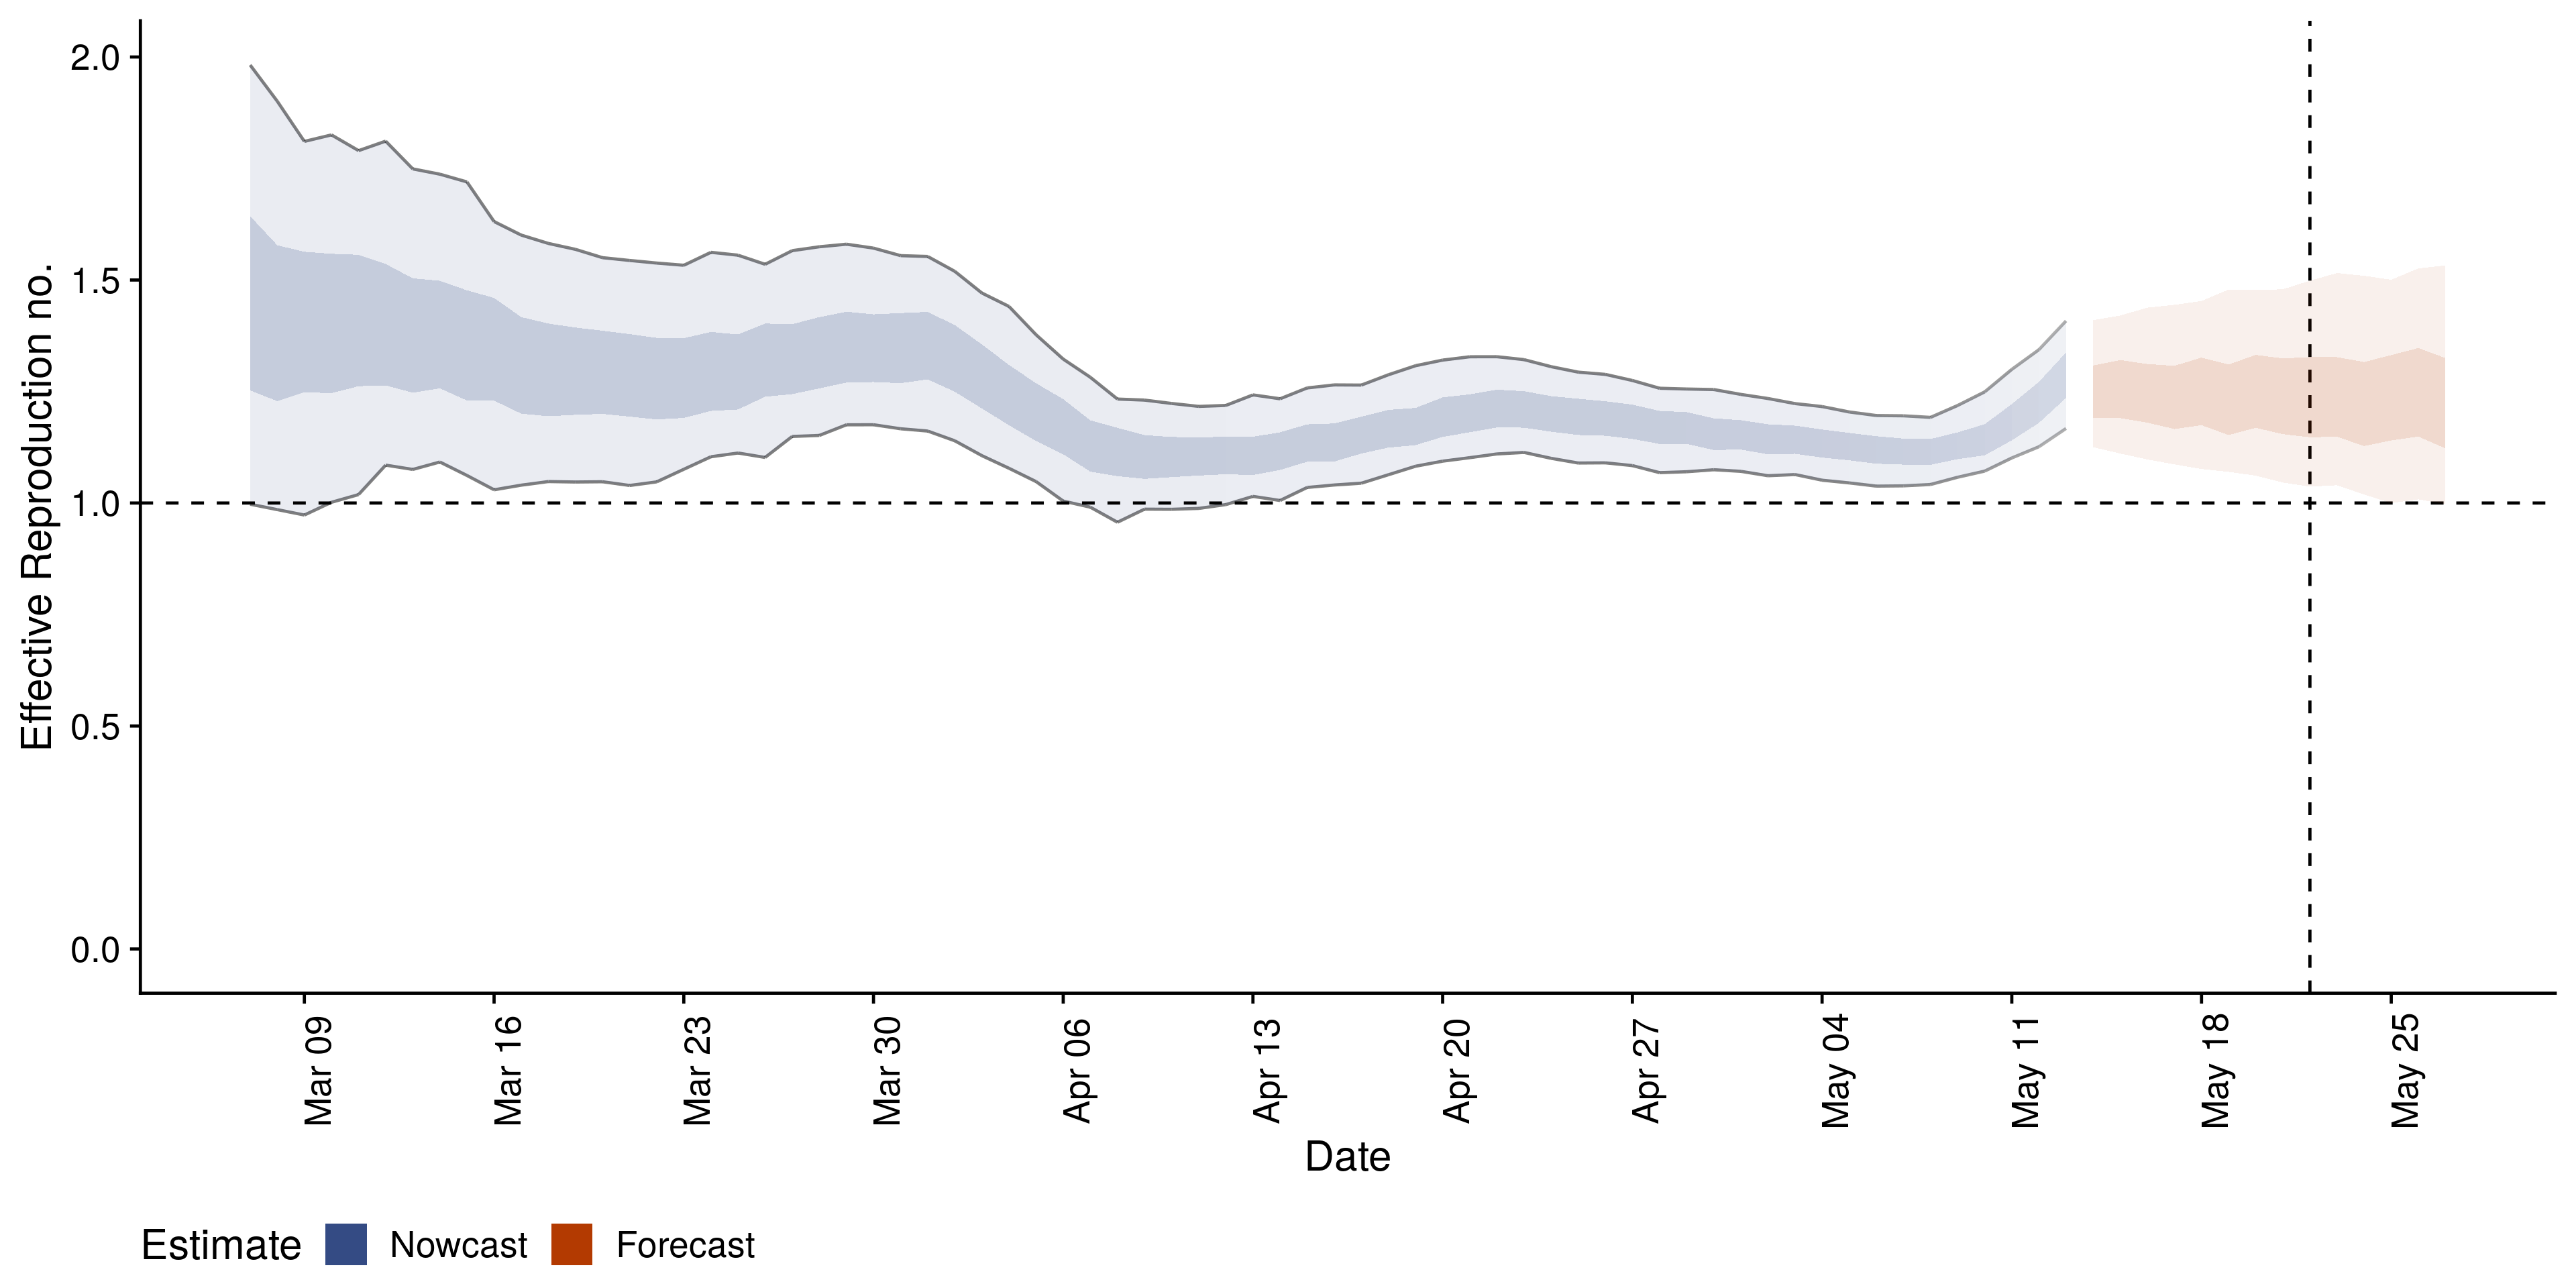 Effective Reproduction no.
2.0
1.5
1.0
0.5
0.0
Mar 09
Mar 16
Mar 23
Mar 30
Apr 06
Apr 13
Apr 20
Apr 27
May 04
May 11
May 18
May 25
Date
Estimate Nowcast Forecast